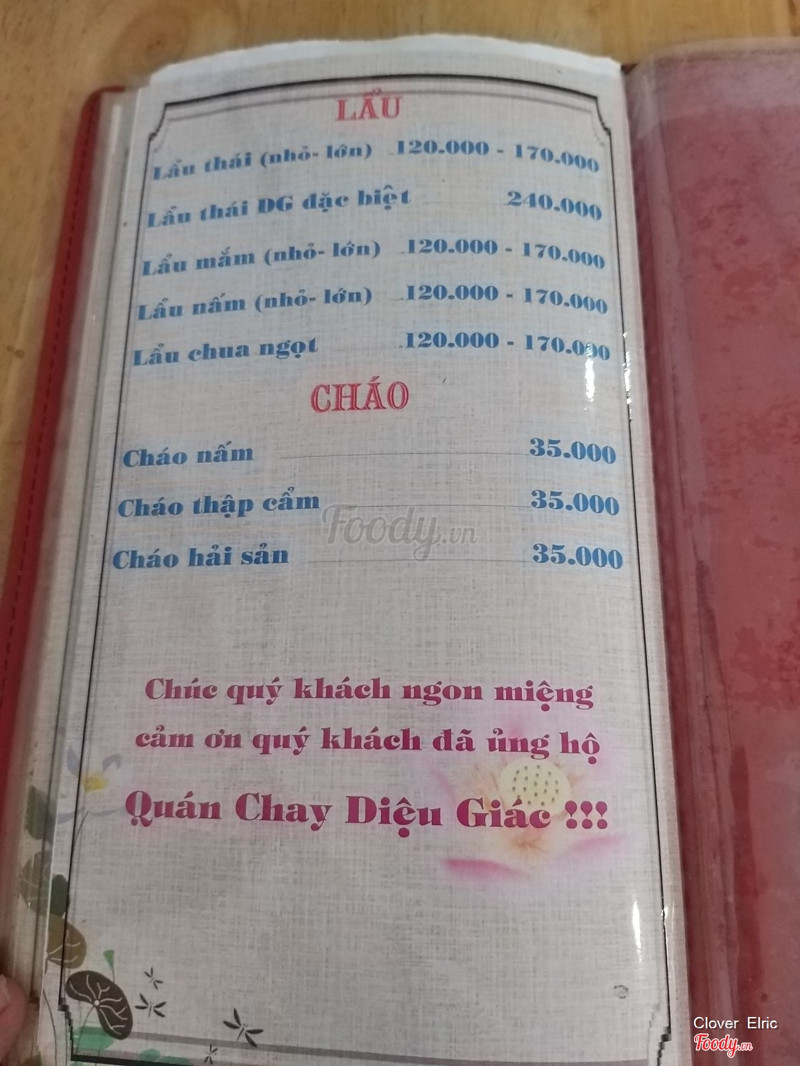 LẨU
Lẩu thái (nhỏ- lớn) 120.000 - 170.000
Lẩu thái DG đặc biệt 240.000
Lẩu mắm (nhỏ- lớn) 120.000 - 170.000
Lẩu nấm (nhỏ- lớn) 120.000 - 170.000
Lẩu chua ngọt 120.000 - 170.000
CHÁO
Cháo nấm 35.000
Cháo thập cẩm 35.000
Foody.vn
Cháo hải sản 35.000
Chúc quý khách ngon miệng
cảm ơn quý khách đã ủng hộ
Quán Chay Diệu Giác !!!
Clover Elric
Foody.vn